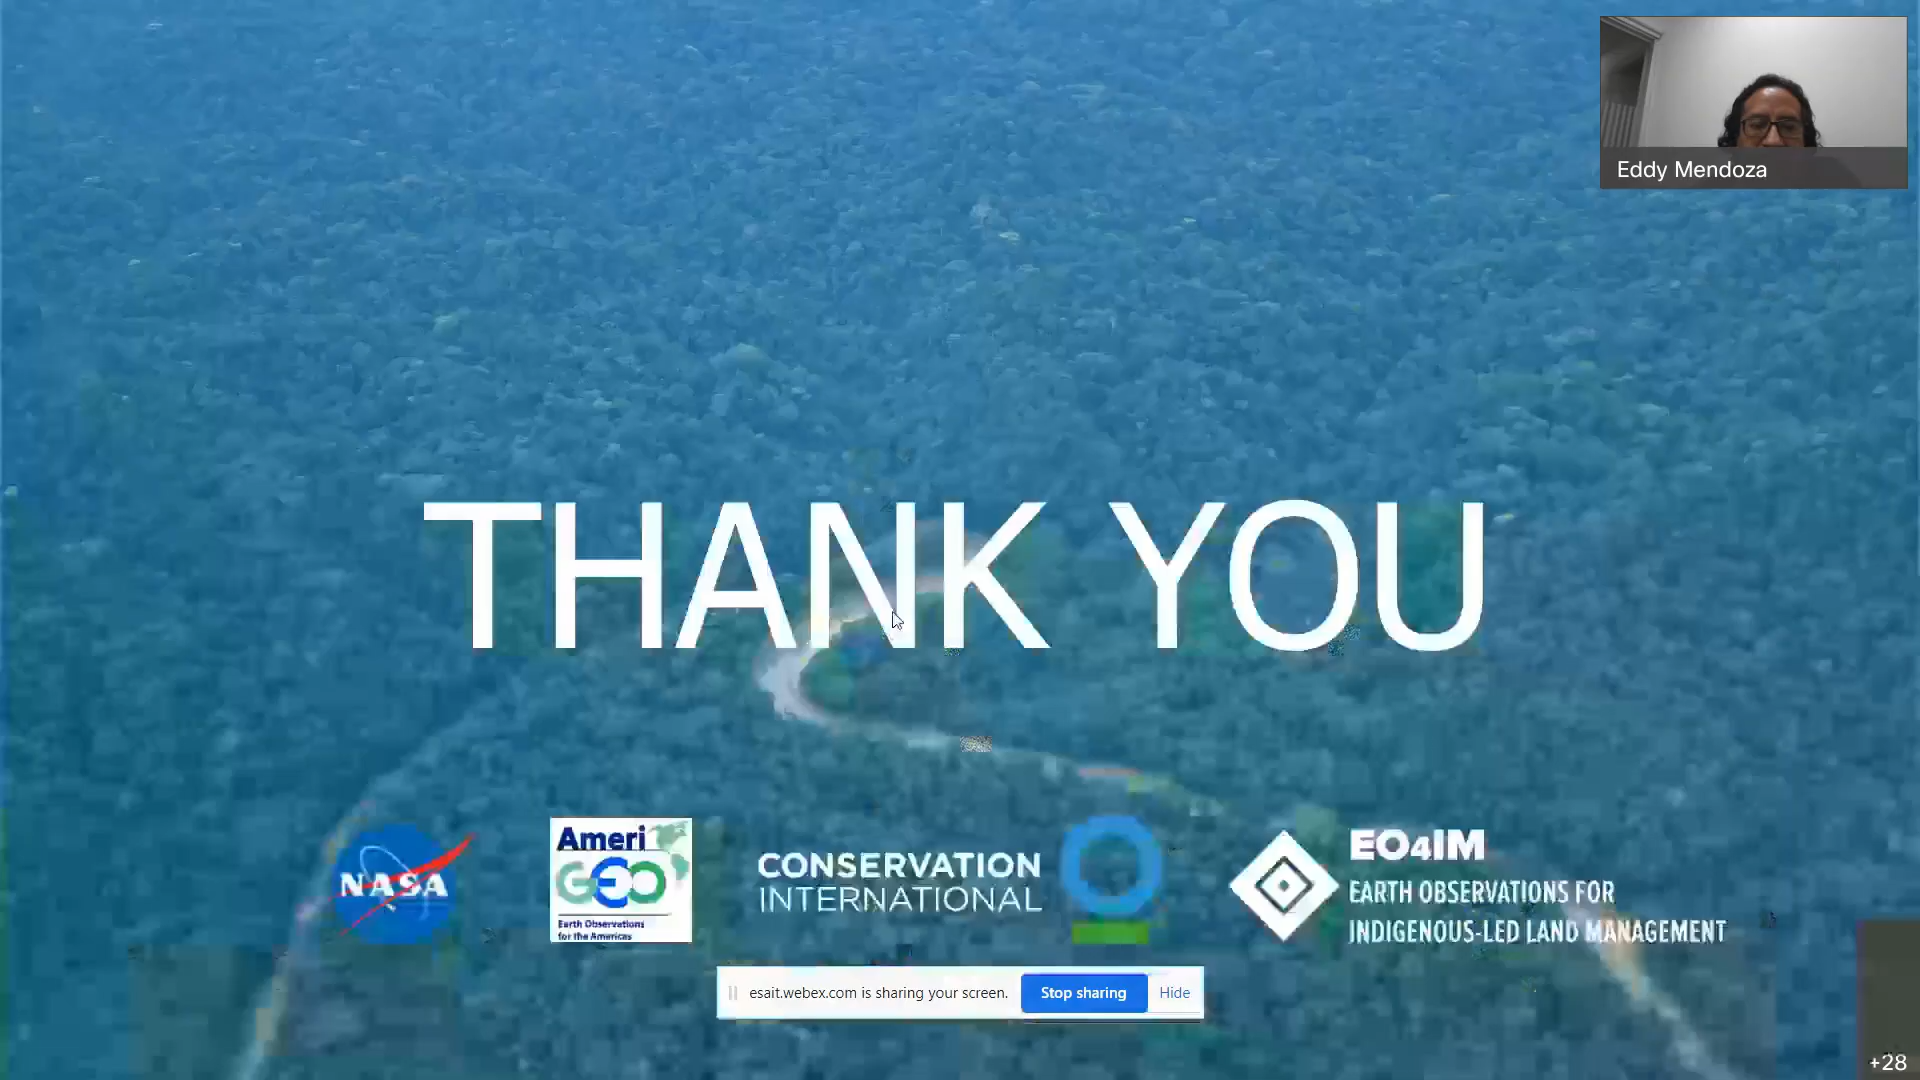 Eddy Mendoza
THANK YOU
NASA
Ameri
GEO
Earth Observations
for the Americas
CONSERVATION
INTERNATIONAL
EO4IM
EARTH OBSERVATIONS FOR
INDIGENOUS-LED LAND MANAGEMENT
esait.webex.com is sharing your screen.
Stop sharing
Hide
+28